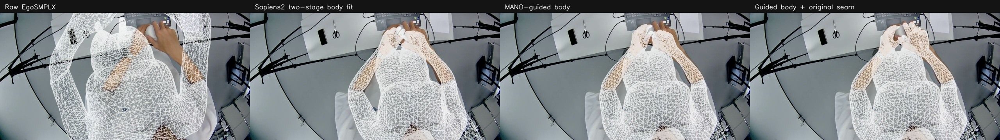 Raw EgoSMPLX
Sapiens2 two-stage body fit
MANO-guided body
Guided body + original seam